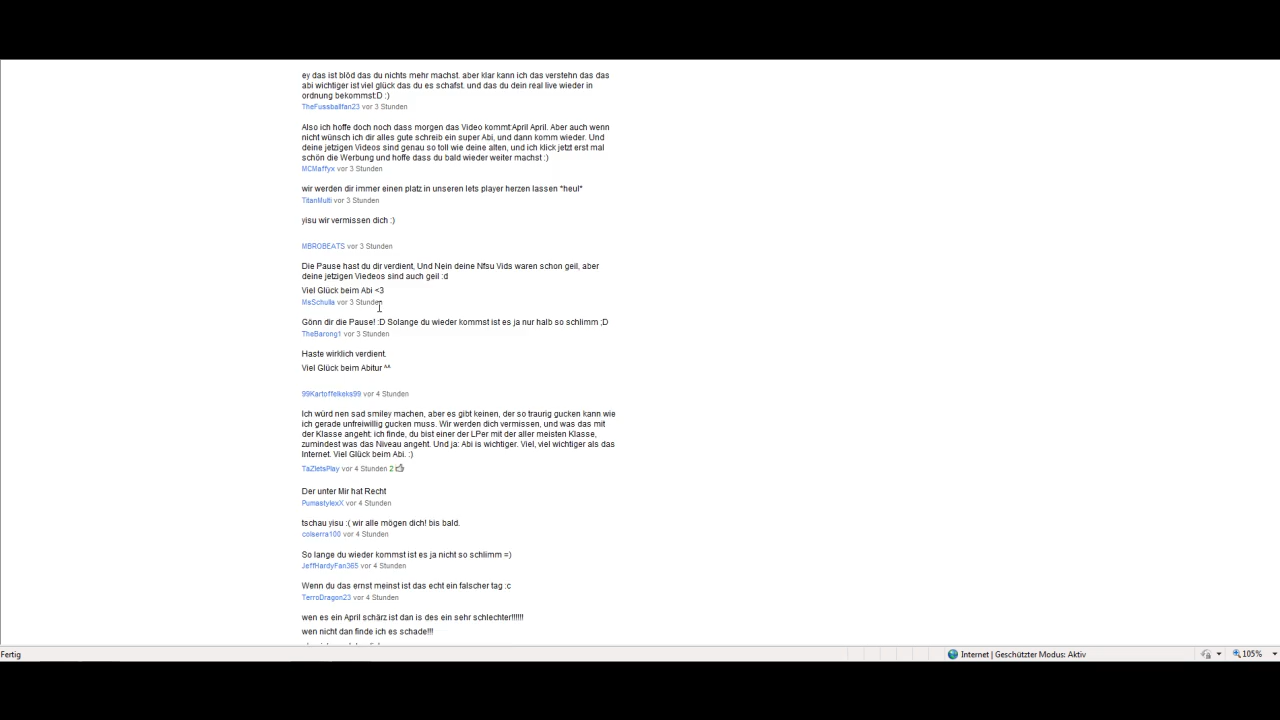 ey das ist blöd das du nichts mehr machst. aber klar kann ich das verstehn das das
abi wichtiger ist viel glück das du es schafst. und das du dein real live wieder in
ordnung bekommst:D :)
TheFussballfan23 vor 3 Stunden
Also ich hoffe doch noch dass morgen das Video kommt:April April. Aber auch wenn
nicht wünsch ich dir alles gute schreib ein super Abi, und dann komm wieder. Und
deine jetzigen Videos sind genau so toll wie deine alten, und ich klick jetzt erst mal
schön die Werbung und hoffe dass du bald wieder weiter machst :)
MCMaffyx vor 3 Stunden
wir werden dir immer einen platz in unseren lets player herzen lassen *heul*
TitanMulti vor 3 Stunden
yisu wir vermissen dich :)
MBROBEATS vor 3 Stunden
Die Pause hast du dir verdient, Und Nein deine Nfsu Vids waren schon geil, aber
deine jetzigen Viedeos sind auch geil :d
Viel Glück beim Abi <3
MsSchulla vor 3 Stunden
Gönn dir die Pause! :D Solange du wieder kommst ist es ja nur halb so schlimm ;D
TheBarong1 vor 3 Stunden
Haste wirklich verdient.
Viel Glück beim Abitur ^^
99Kartoffelkeks99 vor 4 Stunden
Ich würd nen sad smiley machen, aber es gibt keinen, der so traurig gucken kann wie
ich gerade unfreiwillig gucken muss. Wir werden dich vermissen, und was das mit
der Klasse angeht: ich finde, du bist einer der LPer mit der aller meisten Klasse,
zumindest was das Niveau angeht. Und ja: Abi is wichtiger. Viel, viel wichtiger als das
Internet. Viel Glück beim Abi. :)
TaZletsPlay vor 4 Stunden 2
Der unter Mir hat Recht
PumastylexX vor 4 Stunden
tschau yisu :( wir alle mögen dich! bis bald.
colserra100 vor 4 Stunden
So lange du wieder kommst ist es ja nicht so schlimm =)
JeffHardyFan365 vor 4 Stunden
Wenn du das ernst meinst ist das echt ein falscher tag :c
TerroDragon23 vor 4 Stunden
wen es ein April schärz ist dan is des ein sehr schlechter!!!!!!
wen nicht dan finde ich es schade!!!
Fertig
Internet | Geschützter Modus: Aktiv
105%